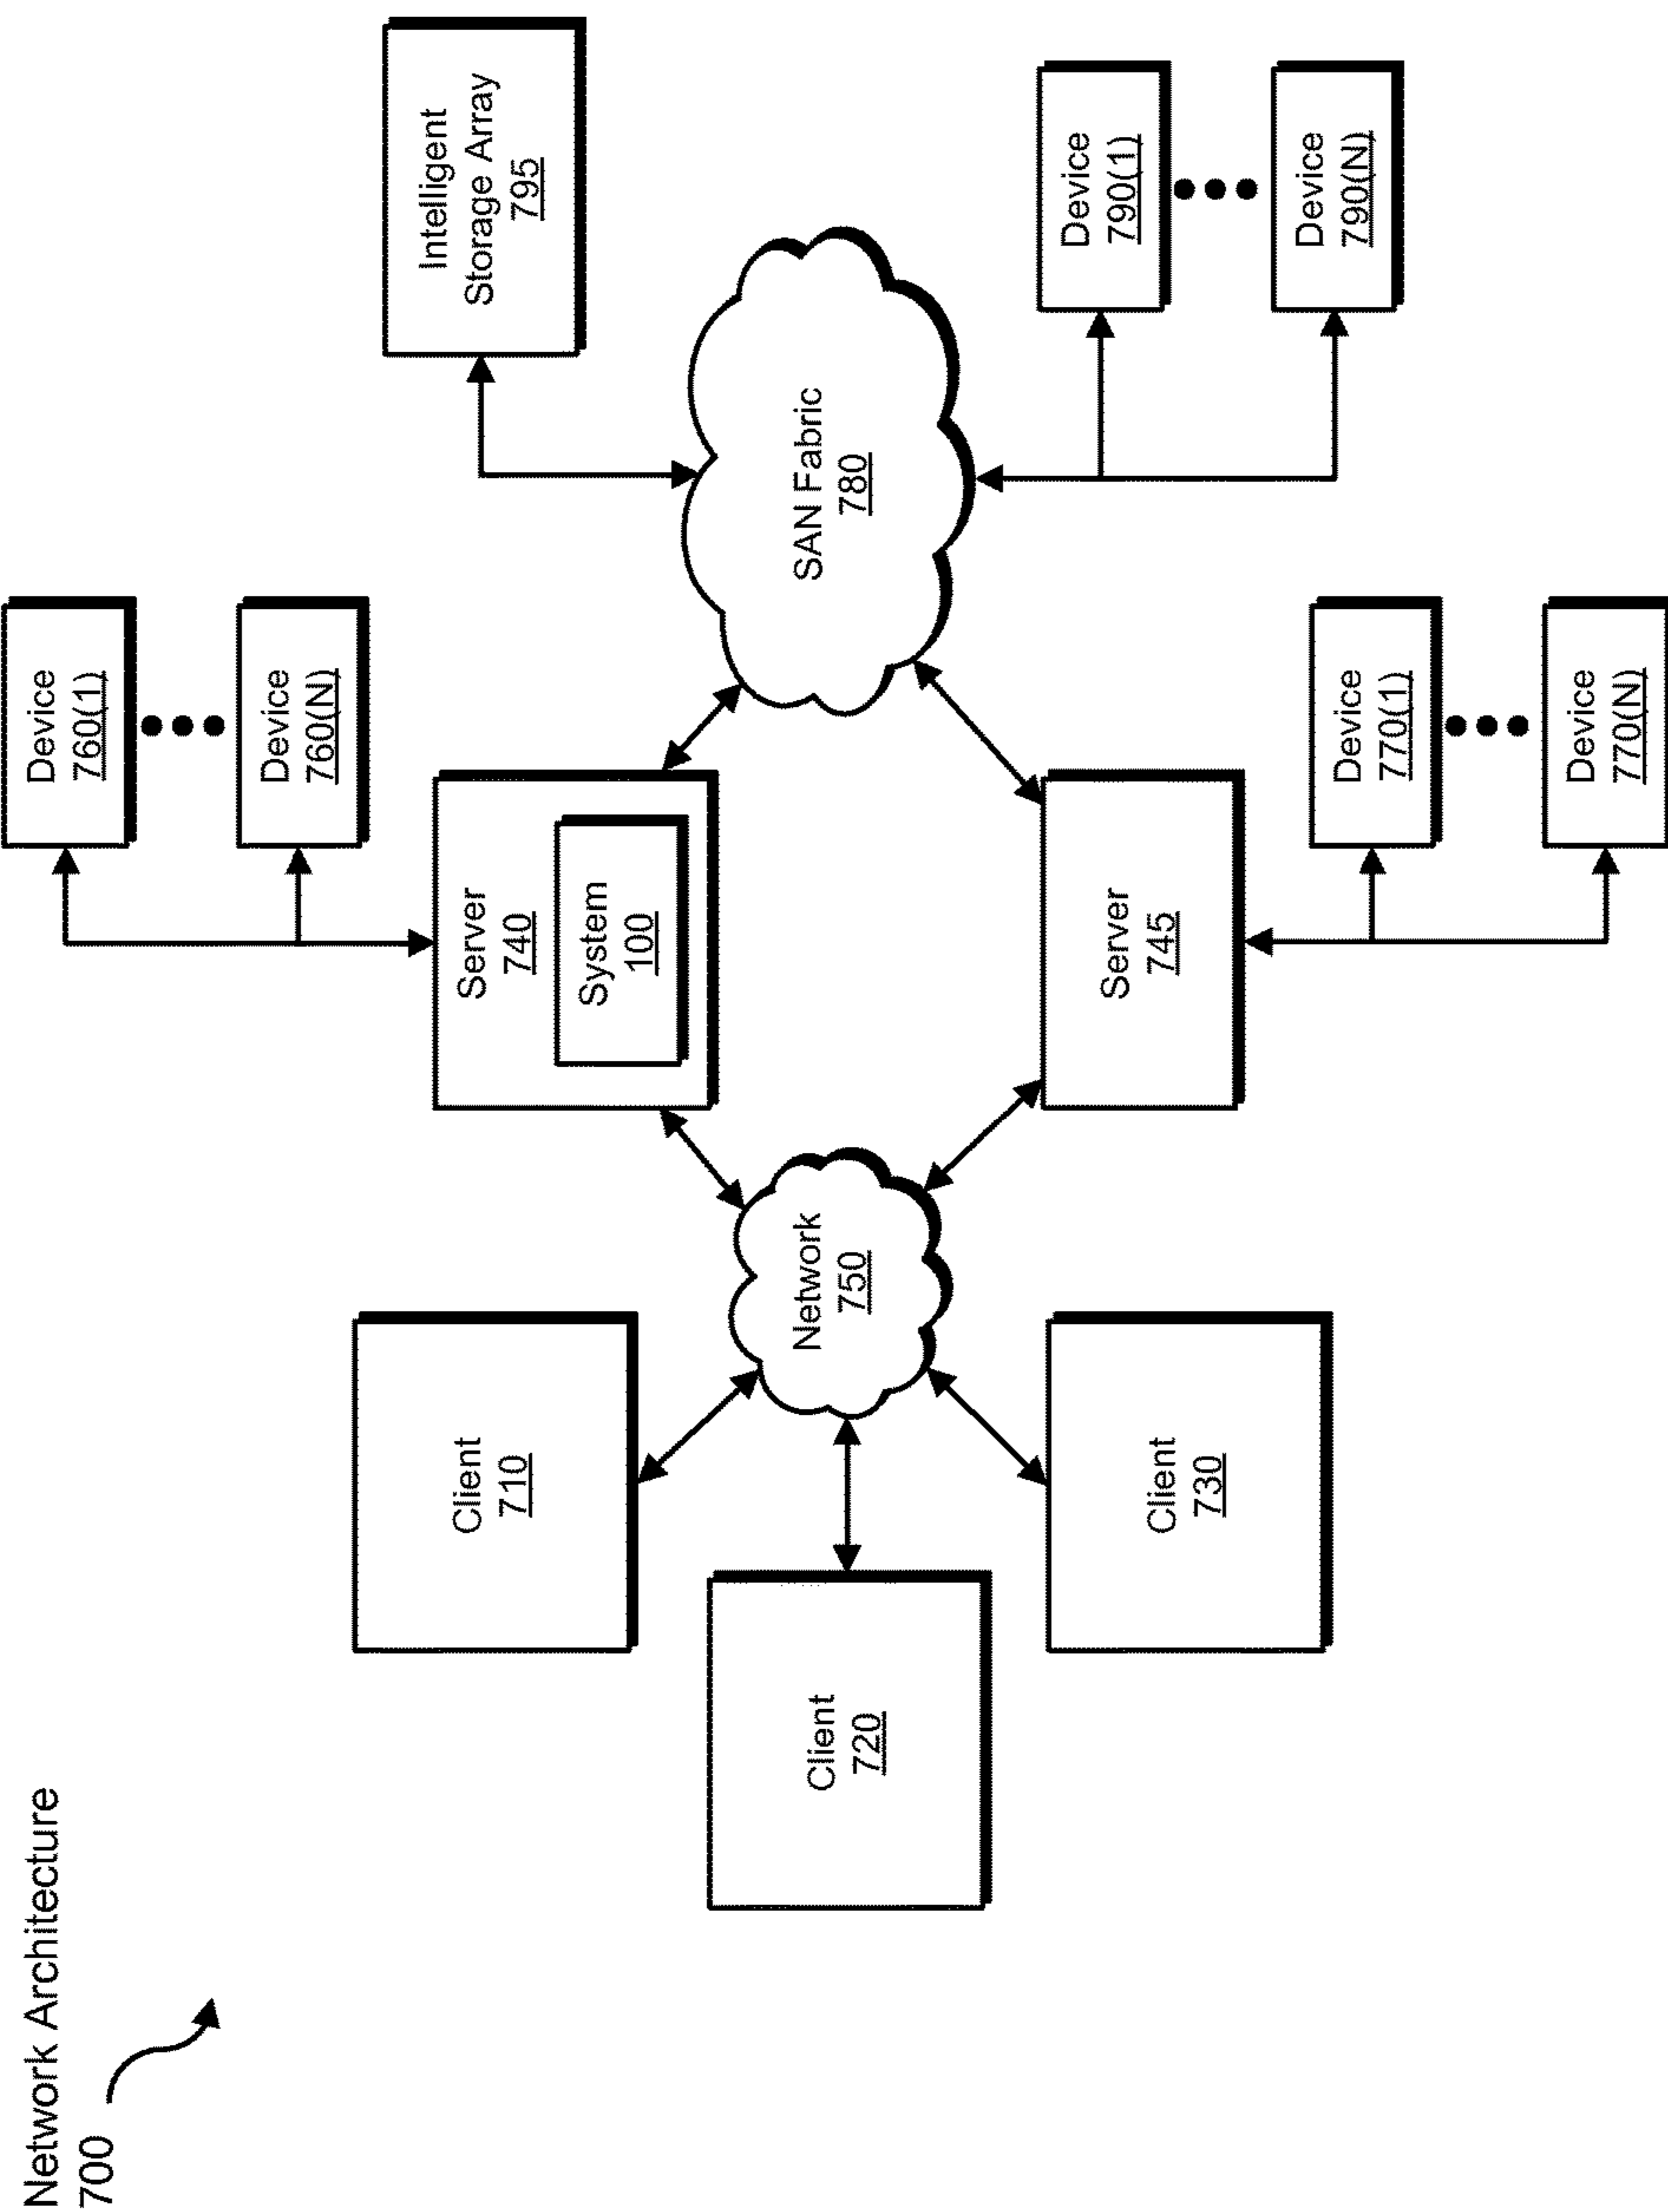 Network Architecture
700
Client
710
Client
720
Client
730
Network
750
Server
740
System
100
Server
745
Device
760(1)
Device
760(N)
Device
770(1)
Device
770(N)
SAN Fabric
780
Intelligent
Storage Array
795
Device
790(1)
Device
790(N)